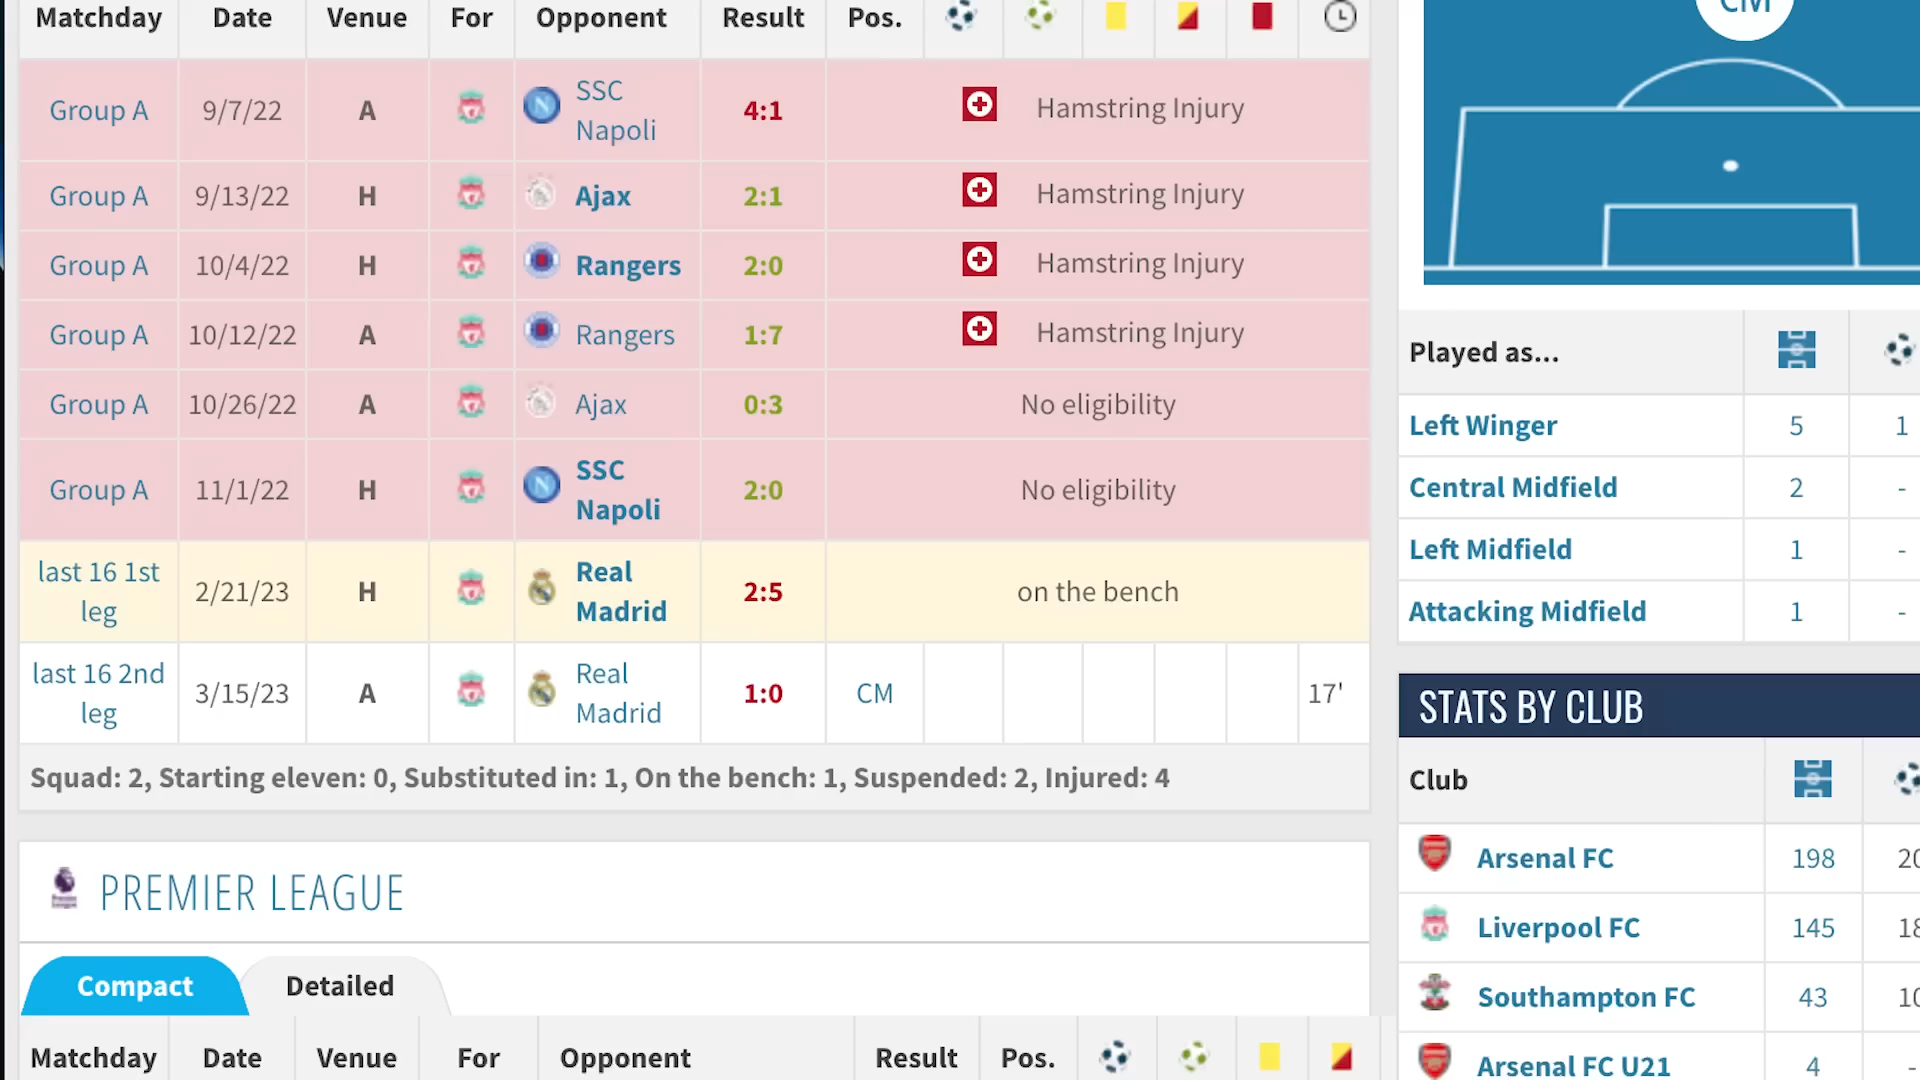 Matchday Date Venue For Opponent Result Pos.
CM
Group A 9/7/22 A SSC Napoli 4:1 Hamstring Injury
Group A 9/13/22 H Ajax 2:1 Hamstring Injury
Group A 10/4/22 H Rangers 2:0 Hamstring Injury
Group A 10/12/22 A Rangers 1:7 Hamstring Injury
Group A 10/26/22 A Ajax 0:3 No eligibility
Group A 11/1/22 H SSC Napoli 2:0 No eligibility
last 16 1st leg 2/21/23 H Real Madrid 2:5 on the bench
last 16 2nd leg 3/15/23 A Real Madrid 1:0 CM 17'
Squad: 2, Starting eleven: 0, Substituted in: 1, On the bench: 1, Suspended: 2, Injured: 4
PREMIER LEAGUE
Compact Detailed
Matchday Date Venue For Opponent Result Pos.
Played as...
Left Winger 5 1
Central Midfield 2 -
Left Midfield 1 -
Attacking Midfield 1 -
STATS BY CLUB
Club
Arsenal FC 198 20
Liverpool FC 145 18
Southampton FC 43 10
Arsenal FC U21 4 -